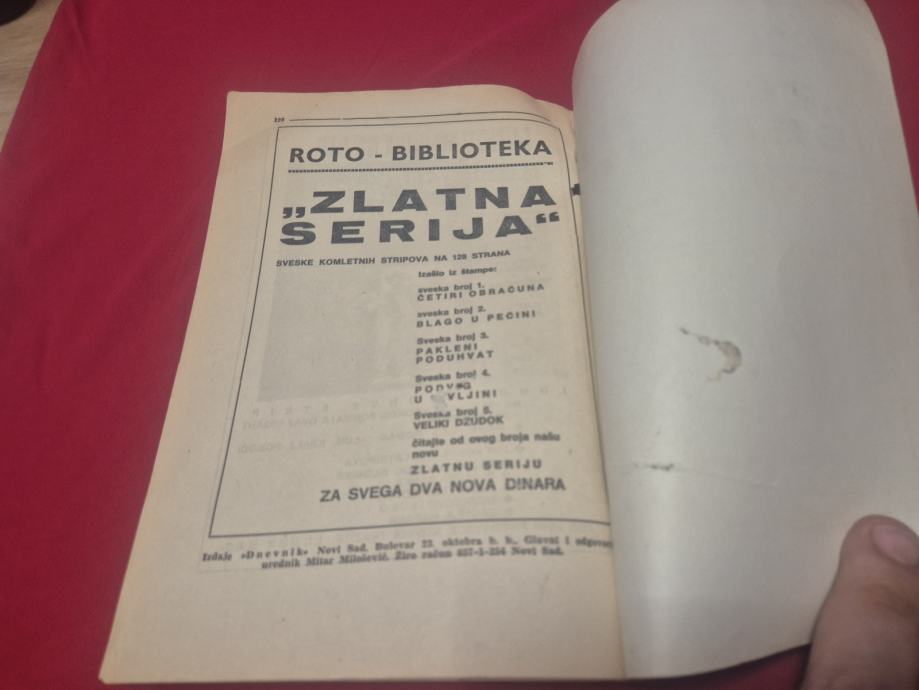 128
ROTO - BIBLIOTEKA
„ZLATNA
SERIJA“
SVESKE KOMLETNIH STRIPOVA NA 128 STRANA
Izašlo iz štampe:
sveska broj 1.
ČETIRI OBRAČUNA
sveska broj 2.
BLAGO U PEĆINI
Sveska broj 3.
PAKLENI
PODUHVAT
Sveska broj 4.
U
Sveska broj 5.
VELIKI DŽUDOK
čitajte od ovog broja našu
novu
ZLATNU SERIJU
ZA SVEGA DVA NOVA DINARA
Izdaje »Dnevnik« Novi Sad. Bulevar 23. oktobra b. b., Glavni i
urednik Mitar Milošević. Žiro račun 657-1-254 Novi Sad.